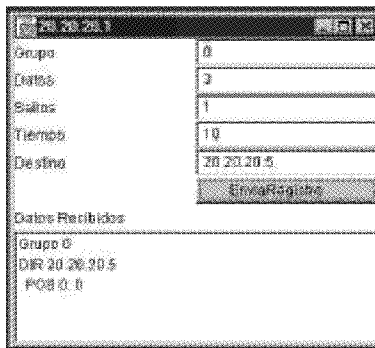 20.20.20.1
Grupo 0
Datos 3
Saltos 1
Tiempo 10
Destino 20.20.20.5
EnviaRegistro
Datos Recibidos
Grupo 0
DIR 20.20.20.5
POS 0: 0